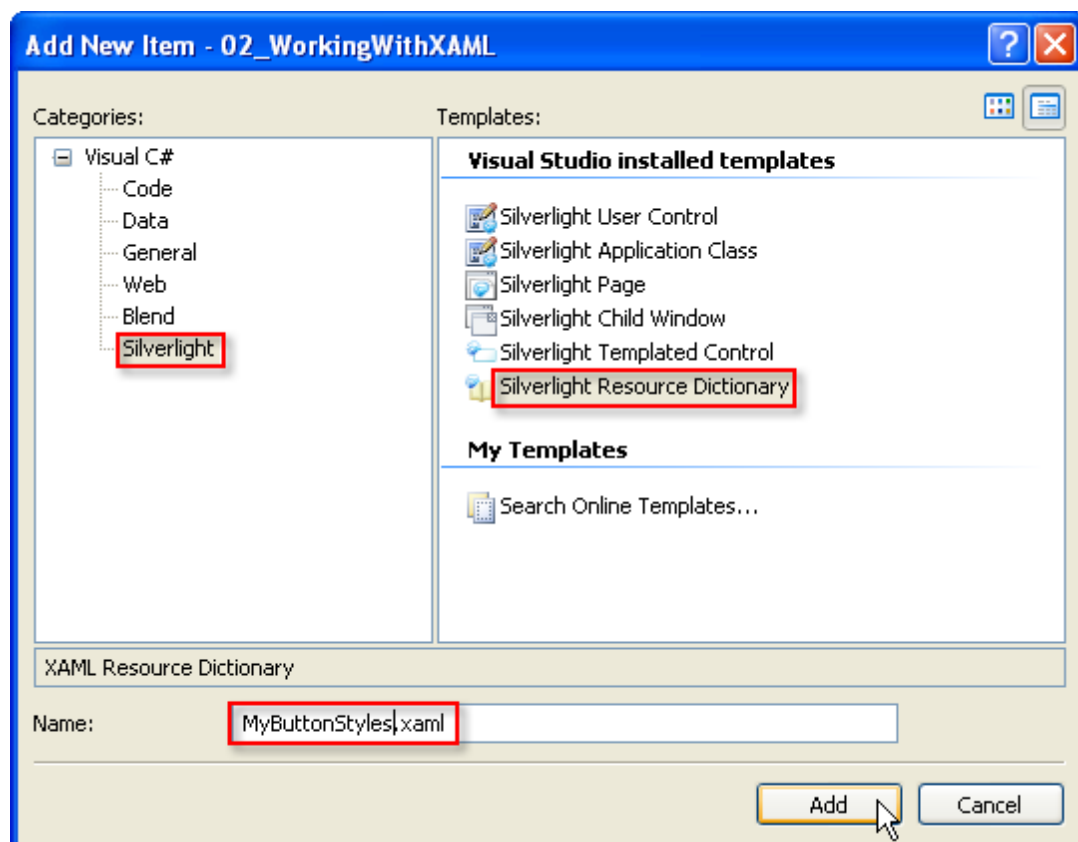 Add New Item - 02_WorkingWithXAML
Categories:
Templates:
Visual C#
Code
Data
General
Web
Blend
Silverlight
Visual Studio installed templates
Silverlight User Control
Silverlight Application Class
Silverlight Page
Silverlight Child Window
Silverlight Templated Control
Silverlight Resource Dictionary
My Templates
Search Online Templates...
XAML Resource Dictionary
Name:
MyButtonStyles.xaml
Add
Cancel